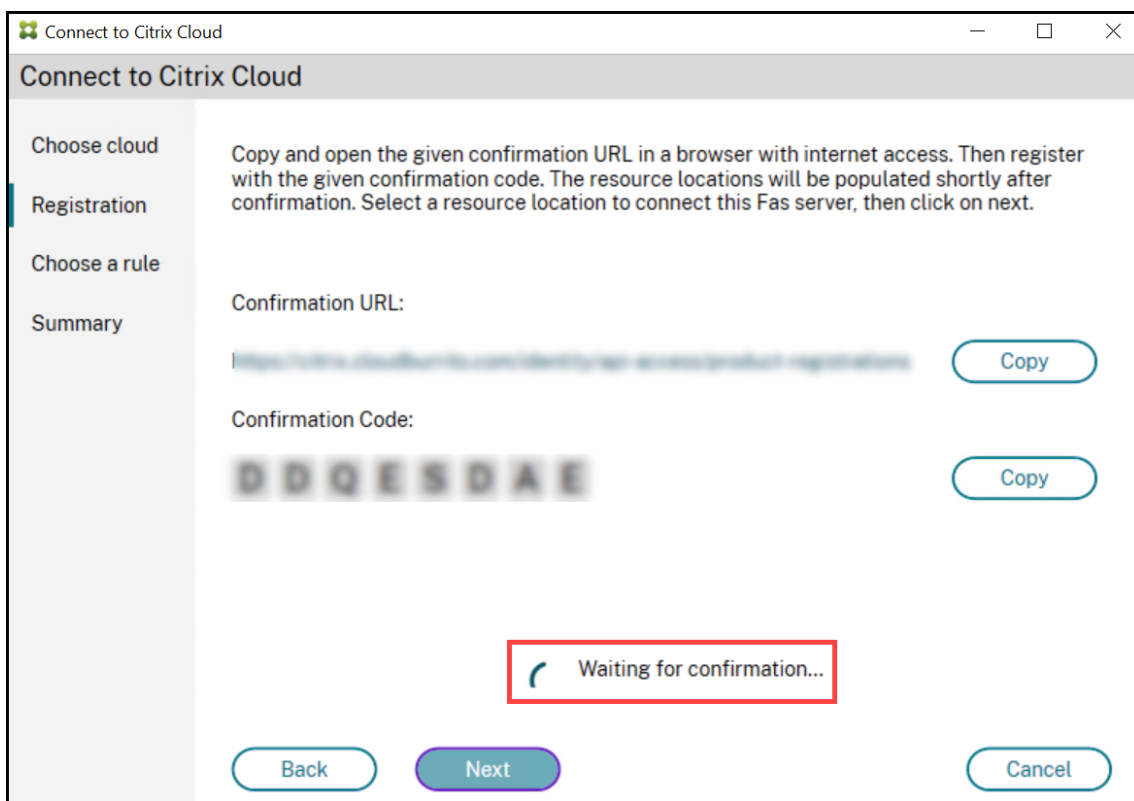 Connect to Citrix Cloud
Connect to Citrix Cloud
Choose cloud
Registration
Choose a rule
Summary
Copy and open the given confirmation URL in a browser with internet access. Then register
with the given confirmation code. The resource locations will be populated shortly after
confirmation. Select a resource location to connect this Fas server, then click on next.
Confirmation URL:
Copy
Confirmation Code:
Copy
Waiting for confirmation...
Back
Next
Cancel